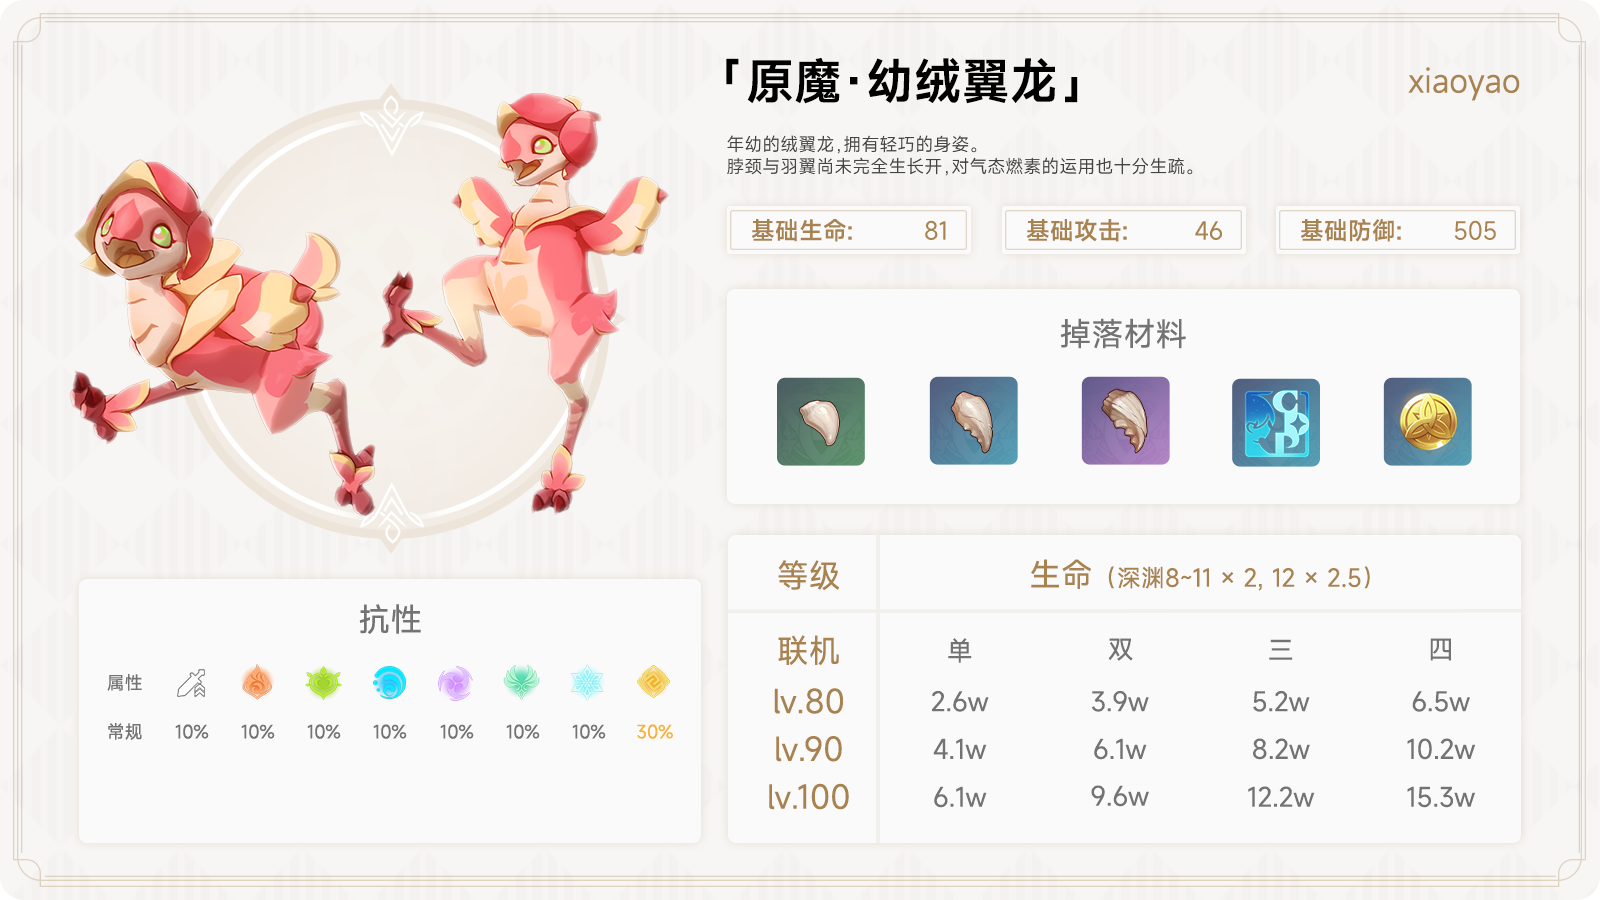 「原魔·幼绒翼龙」
xiaoyao
年幼的绒翼龙,拥有轻巧的身姿。
脖颈与羽翼尚未完全生长开,对气态燃素的运用也十分生疏。
基础生命: 81
基础攻击: 46
基础防御: 505
掉落材料
等级 生命 (深渊8~11 × 2, 12 × 2.5)
联机 单 双 三 四
lv.80 2.6w 3.9w 5.2w 6.5w
lv.90 4.1w 6.1w 8.2w 10.2w
lv.100 6.1w 9.6w 12.2w 15.3w
抗性
属性
常规 10% 10% 10% 10% 10% 10% 10% 30%